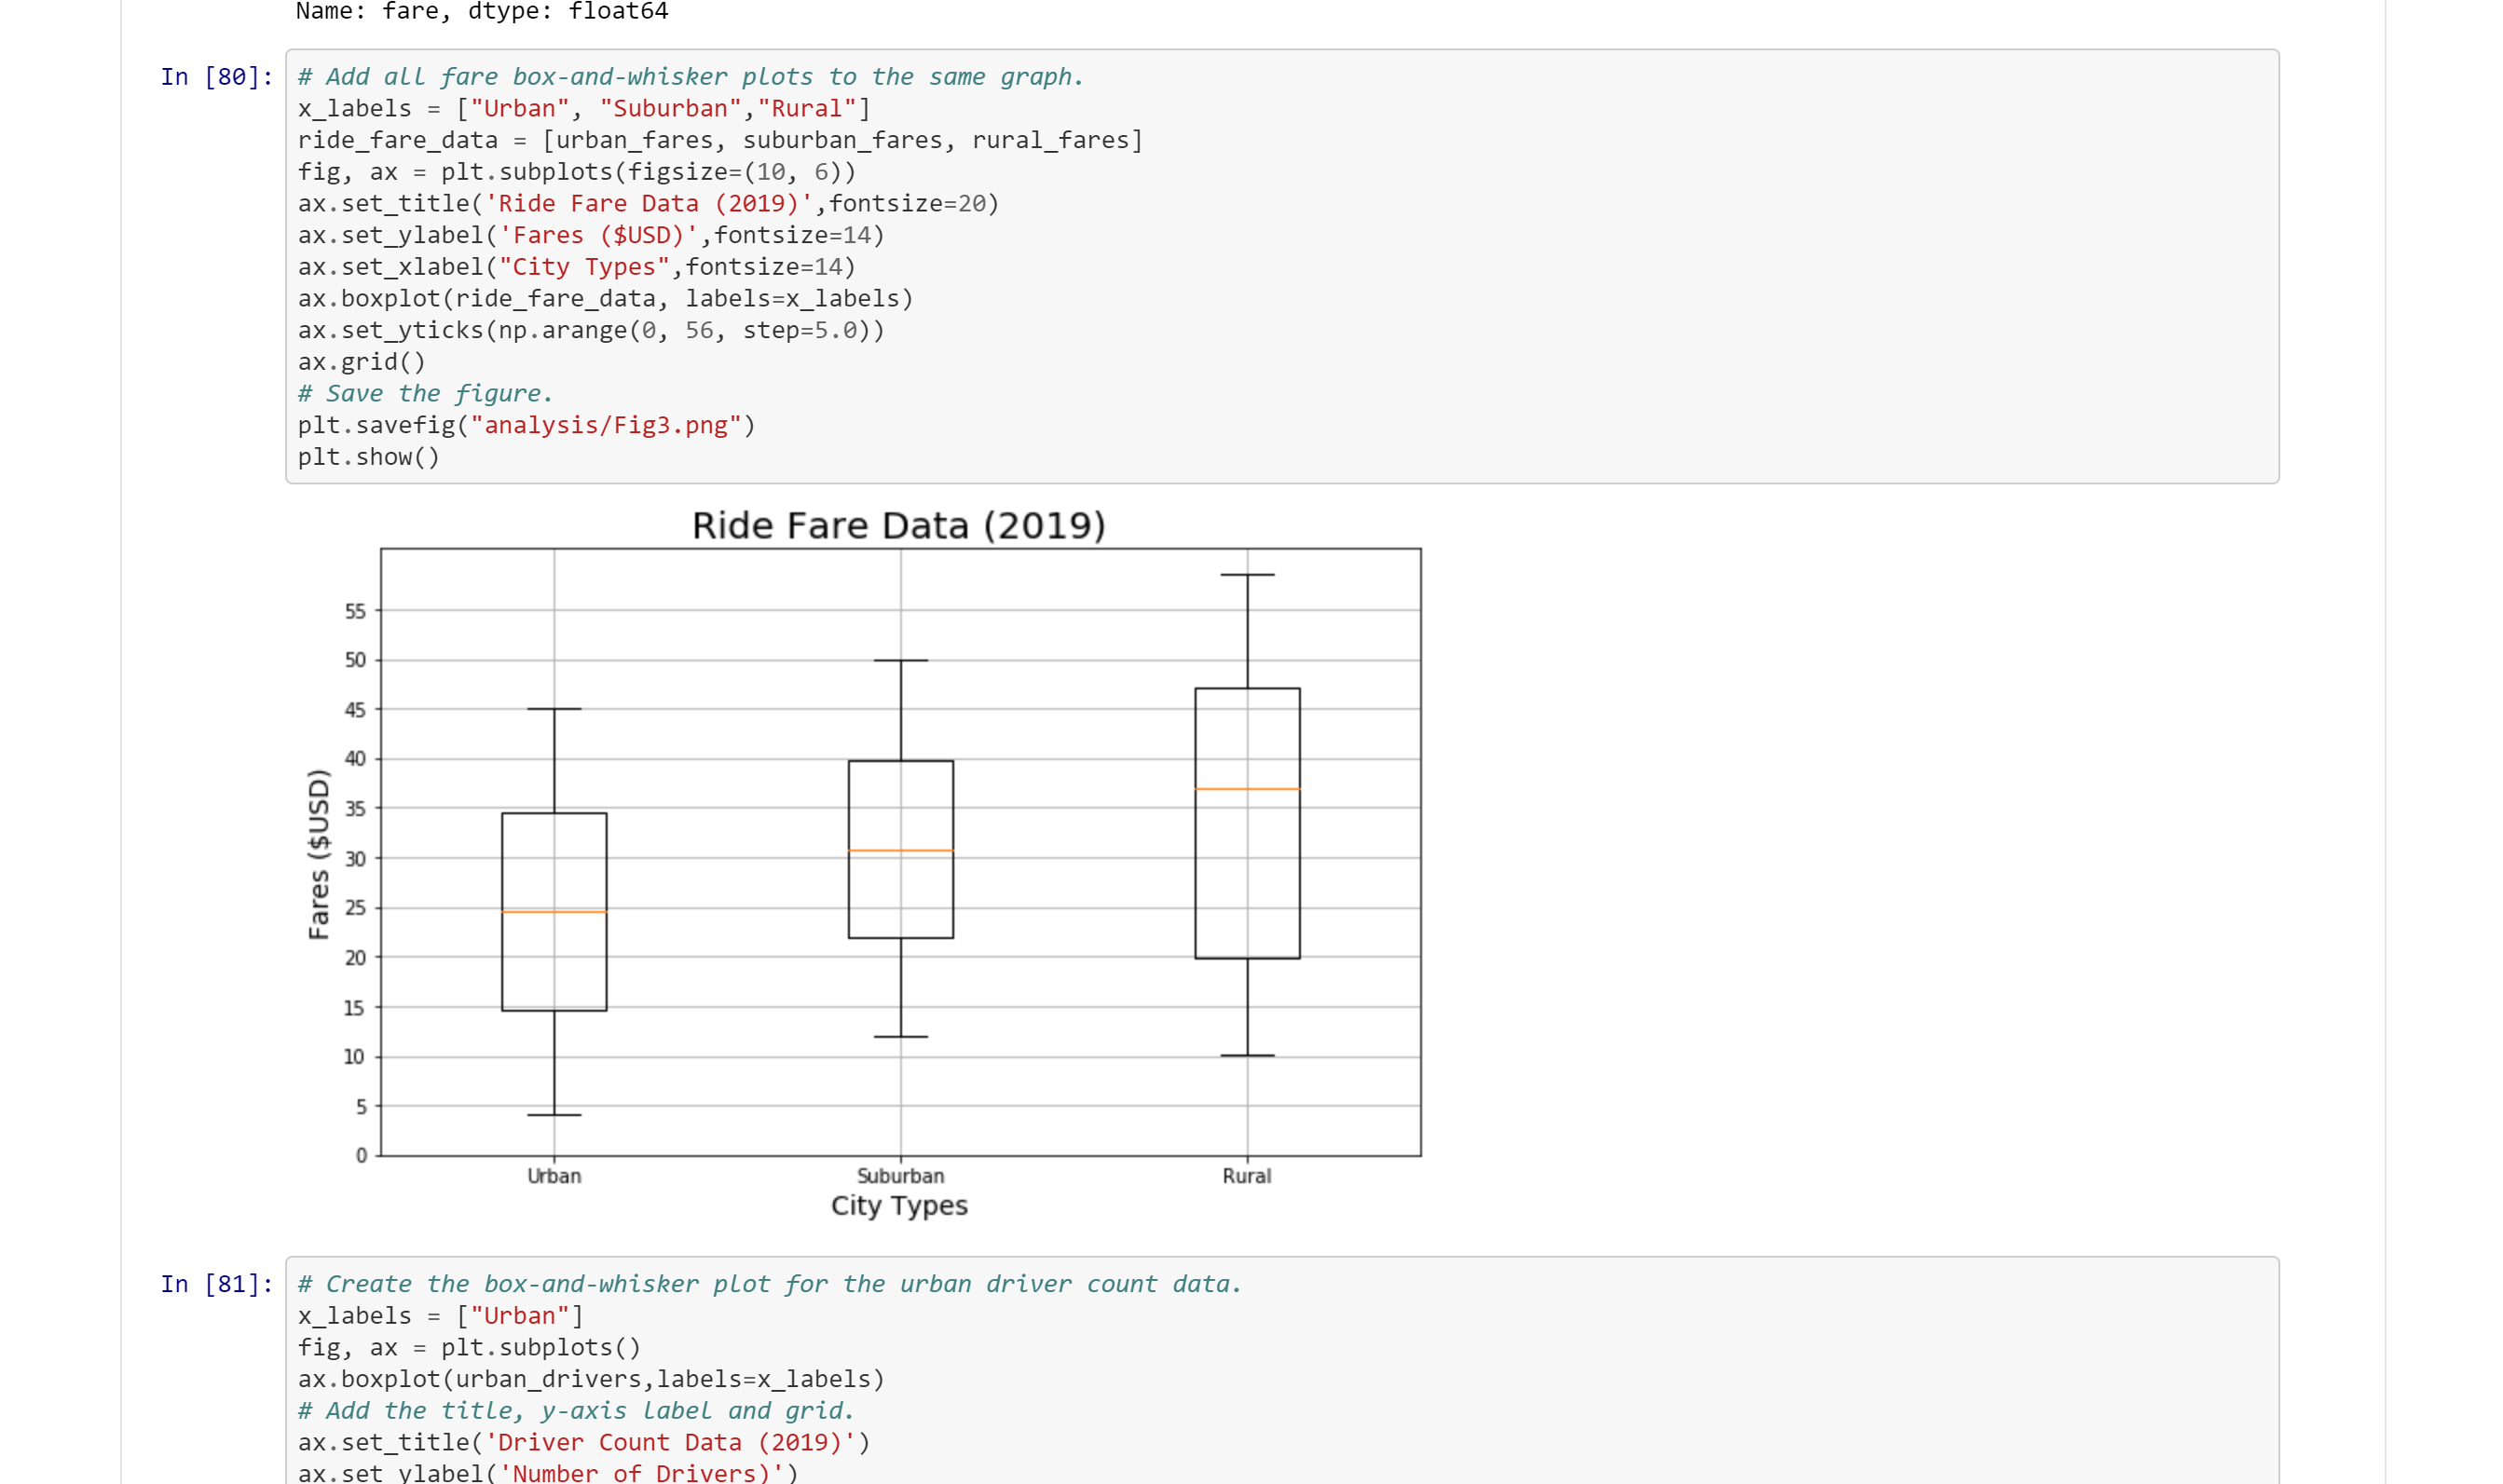 Name: fare, dtype: float64
In [80]:
# Add all fare box-and-whisker plots to the same graph.
x_labels = ["Urban", "Suburban","Rural"]
ride_fare_data = [urban_fares, suburban_fares, rural_fares]
fig, ax = plt.subplots(figsize=(10, 6))
ax.set_title('Ride Fare Data (2019)',fontsize=20)
ax.set_ylabel('Fares ($USD)',fontsize=14)
ax.set_xlabel("City Types",fontsize=14)
ax.boxplot(ride_fare_data, labels=x_labels)
ax.set_yticks(np.arange(0, 56, step=5.0))
ax.grid()
# Save the figure.
plt.savefig("analysis/Fig3.png")
plt.show()
Ride Fare Data (2019)
55
50
45
40
35
30
25
20
15
10
5
0
Fares ($USD)
Urban Suburban Rural
City Types
In [81]:
# Create the box-and-whisker plot for the urban driver count data.
x_labels = ["Urban"]
fig, ax = plt.subplots()
ax.boxplot(urban_drivers,labels=x_labels)
# Add the title, y-axis label and grid.
ax.set_title('Driver Count Data (2019)')
ax.set_ylabel('Number of Drivers)')